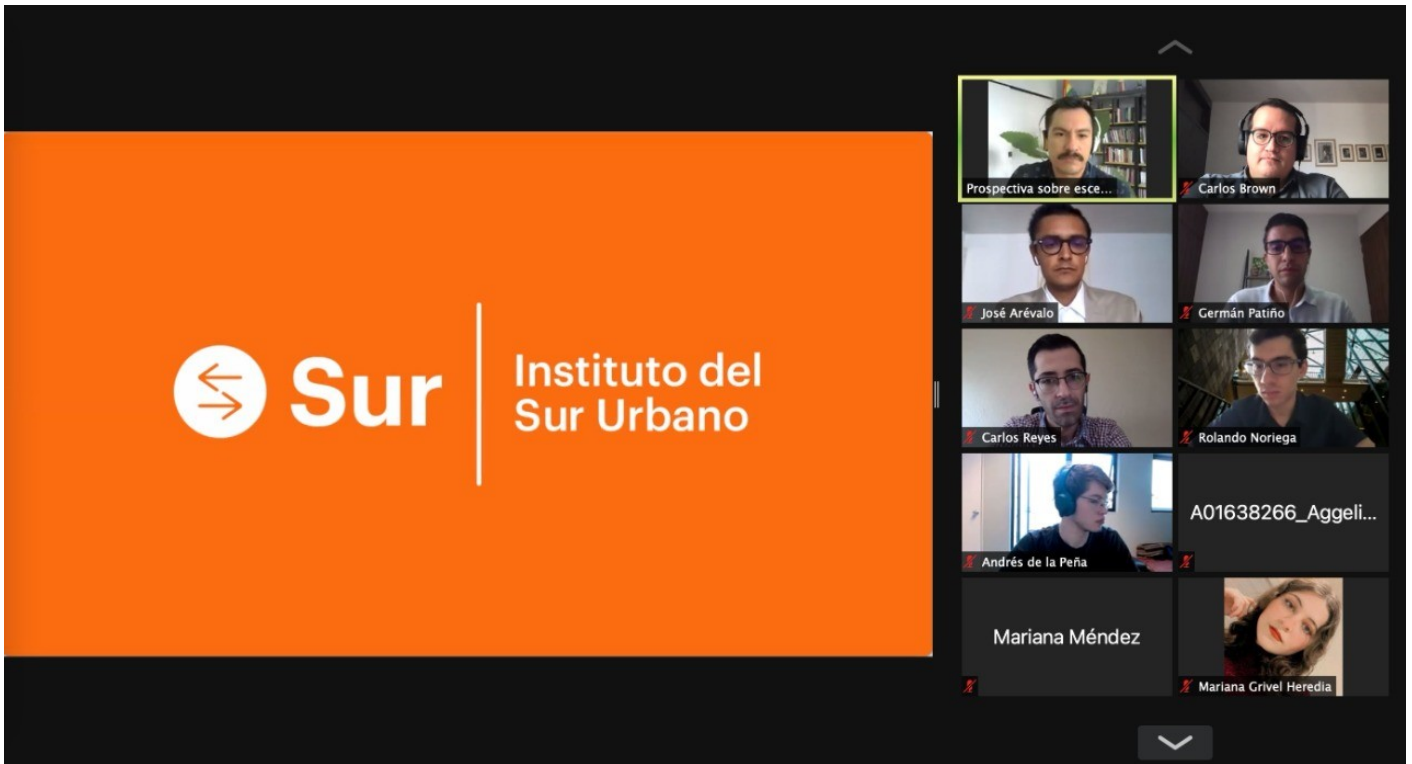 Sur
Instituto del
Sur Urbano
Prospectiva sobre esce...
Carlos Brown
José Arévalo
Germán Patiño
Carlos Reyes
Rolando Noriega
Andrés de la Peña
A01638266_Aggeli...
Mariana Méndez
Mariana Grivel Heredia